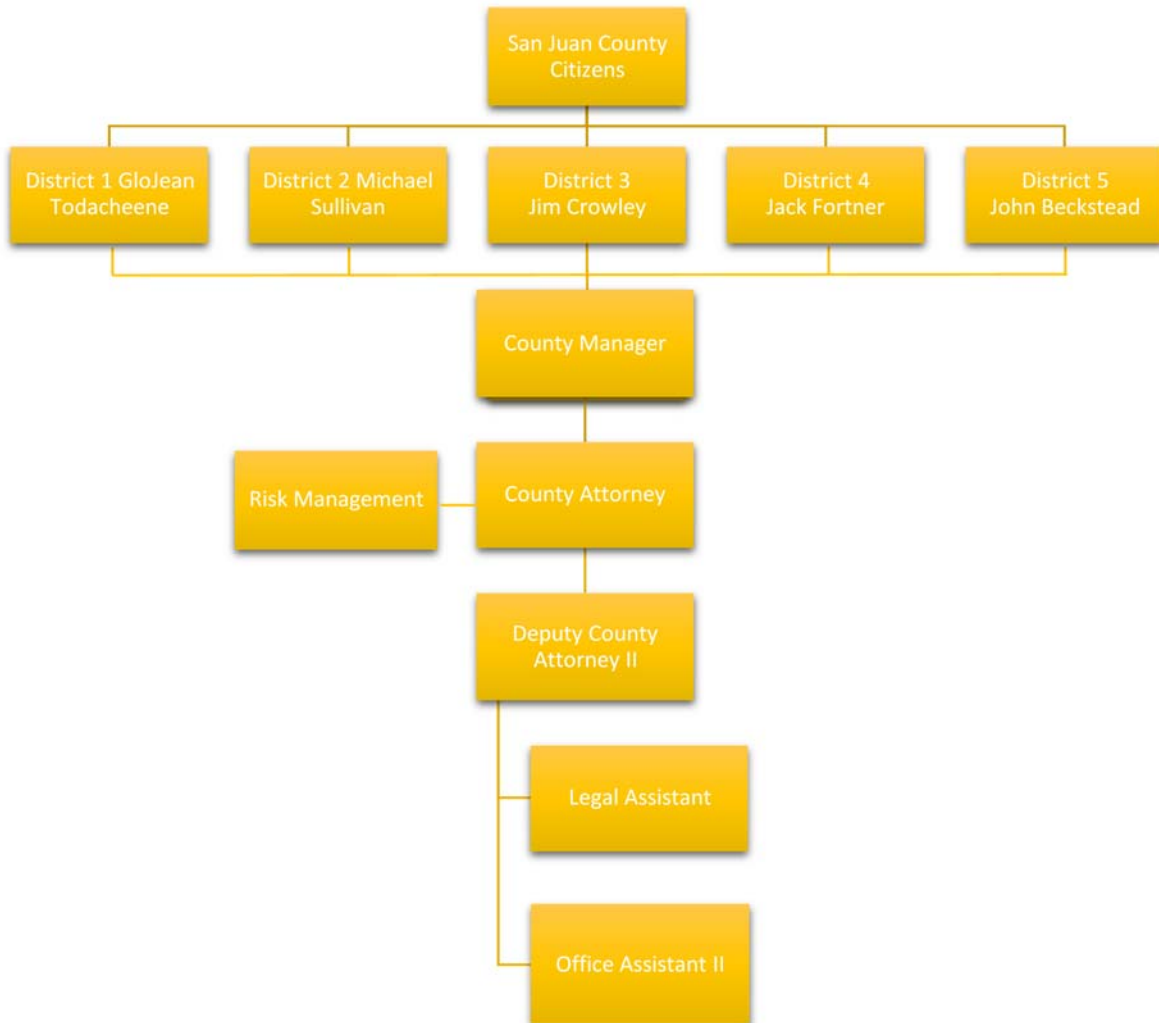 San Juan County
Citizens
District 1 GloJean
Todacheene
District 2 Michael
Sullivan
District 3
Jim Crowley
District 4
Jack Fortner
District 5
John Beckstead
County Manager
Risk Management
County Attorney
Deputy County
Attorney II
Legal Assistant
Office Assistant II